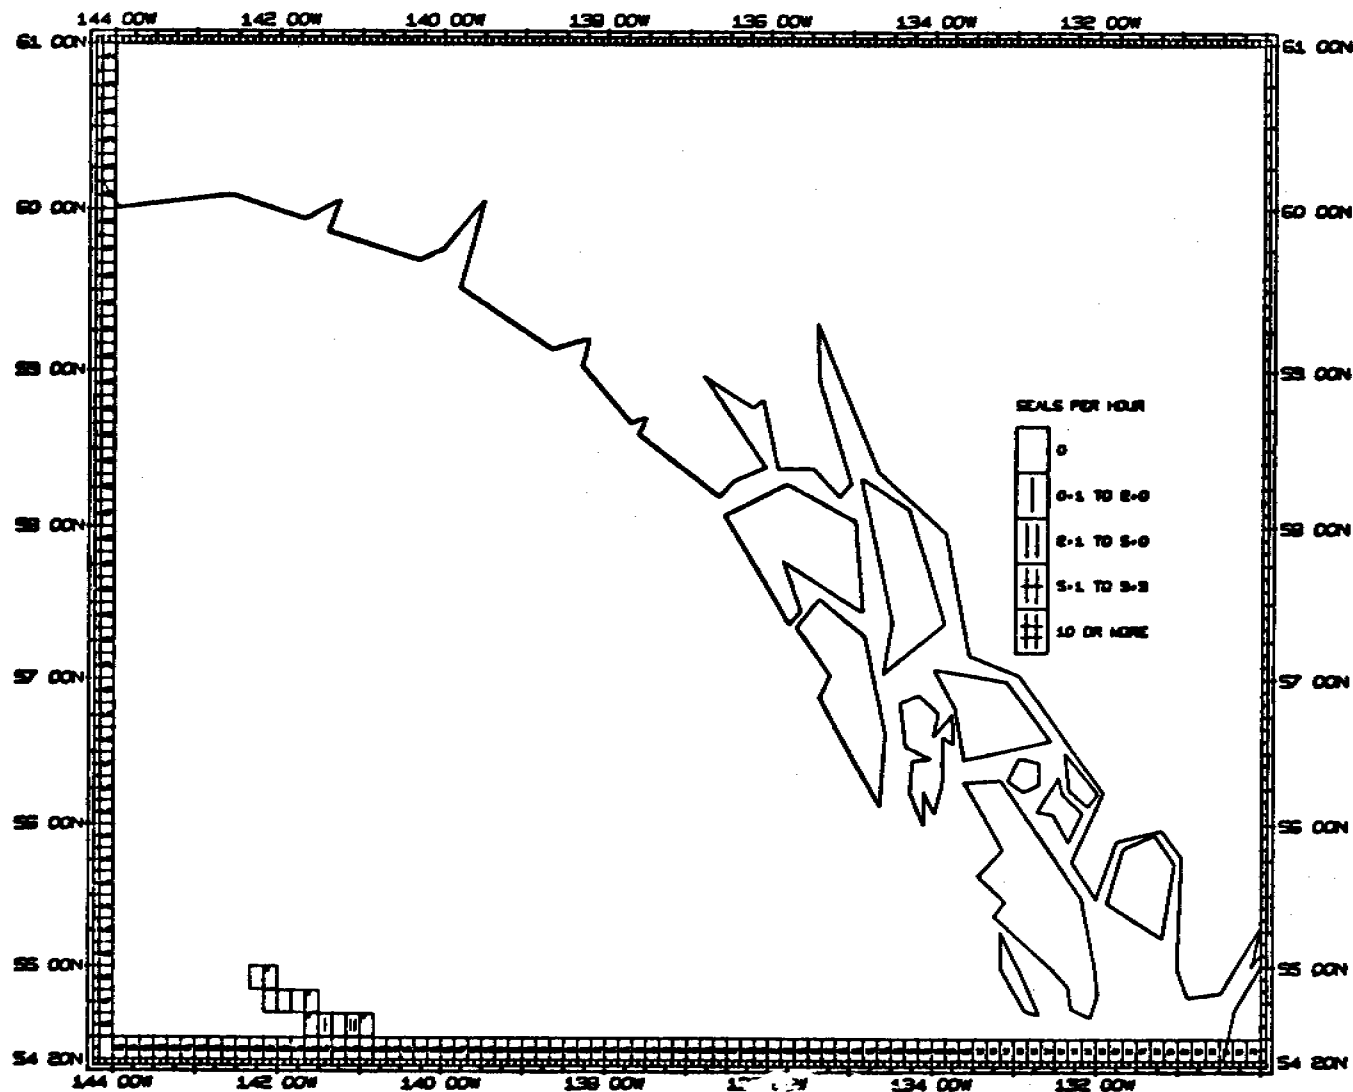 144 00W 142 00W 140 00W 138 00W 136 00W 134 00W 132 00W
61 00N 61 00N
60 00N 60 00N
59 00N 59 00N
SEALS PER HOUR
0
0.1 TO 2.0
58 00N 58 00N
2.1 TO 5.0
5.1 TO 9.9
10 OR MORE
57 00N 57 00N
56 00N 56 00N
55 00N 55 00N
54 20N 54 20N
144 00W 142 00W 140 00W 138 00W 134 00W 132 00W